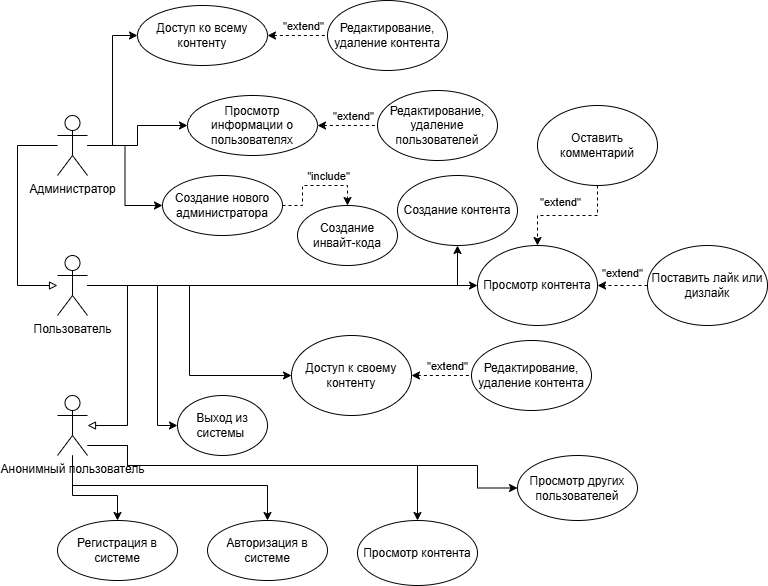 Доступ ко всему
контенту
"extend"
Редактирование,
удаление контента
Просмотр
информации о
пользователях
"extend"
Редактирование,
удаление
пользователей
Оставить
комментарий
Администратор
Создание нового
администратора
"include"
Создание
инвайт-кода
Создание контента
"extend"
Пользователь
Просмотр контента
"extend"
Поставить лайк или
дизлайк
Доступ к своему
контенту
"extend"
Редактирование,
удаление контента
Выход из
системы
Анонимный пользователь
Просмотр других
пользователей
Регистрация в
системе
Авторизация в
системе
Просмотр контента